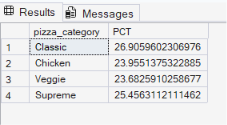 Results Messages
pizza_category PCT
1 Classic 26.9059602306976
2 Chicken 23.9551375322885
3 Veggie 23.6825910258677
4 Supreme 25.4563112111462